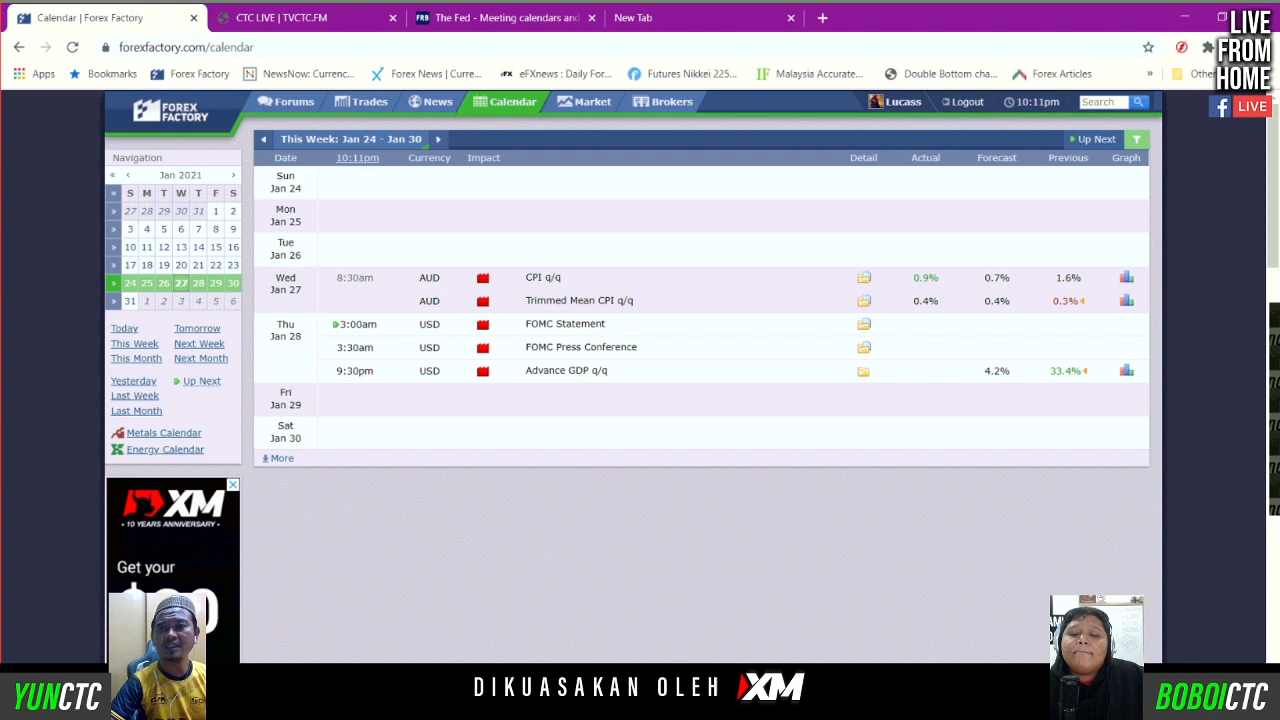 Calendar | Forex Factory
CTC LIVE | TVCTC.FM
FRB The Fed - Meeting calendars and
New Tab
forexfactory.com/calendar
Apps Bookmarks Forex Factory NewsNow: Currenc... Forex News | Curre... eFXnews : Daily For... Futures Nikkei 225... IF Malaysia Accurate... Double Bottom cha... Forex Articles » Othe
LIVE
FROM
HOME
f LIVE
FOREX
FACTORY
Forums Trades News Calendar Market Brokers Lucass Logout 10:11pm Search
This Week: Jan 24 - Jan 30 Up Next
Date 10:11pm Currency Impact Detail Actual Forecast Previous Graph
Sun
Jan 24
Mon
Jan 25
Tue
Jan 26
Wed
Jan 27
8:30am AUD CPI q/q 0.9% 0.7% 1.6%
AUD Trimmed Mean CPI q/q 0.4% 0.4% 0.3%
Thu
Jan 28
3:00am USD FOMC Statement
3:30am USD FOMC Press Conference
9:30pm USD Advance GDP q/q 4.2% 33.4%
Fri
Jan 29
Sat
Jan 30
More
Navigation
« ‹ Jan 2021 ›
S M T W T F S
» 27 28 29 30 31 1 2
» 3 4 5 6 7 8 9
» 10 11 12 13 14 15 16
» 17 18 19 20 21 22 23
» 24 25 26 27 28 29 30
» 31 1 2 3 4 5 6
Today Tomorrow
This Week Next Week
This Month Next Month
Yesterday Up Next
Last Week
Last Month
Metals Calendar
Energy Calendar
XM
10 YEARS ANNIVERSARY
Get your
YUNCTC
DIKUASAKAN OLEH XM
BOBOICTC